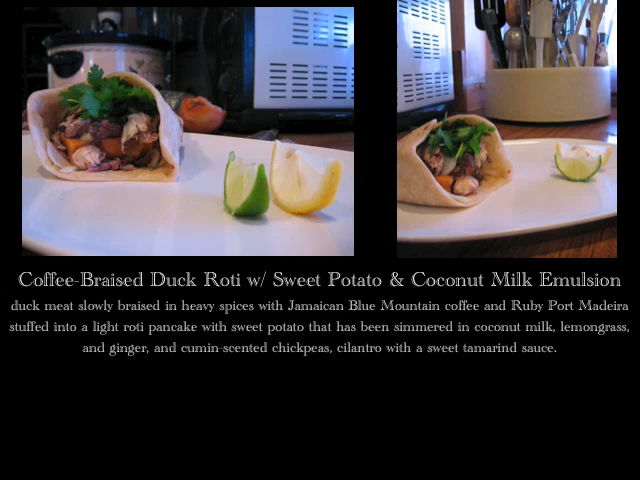 Coffee-Braised Duck Roti w/ Sweet Potato & Coconut Milk Emulsion
duck meat slowly braised in heavy spices with Jamaican Blue Mountain coffee and Ruby Port Madeira
stuffed into a light roti pancake with sweet potato that has been simmered in coconut milk, lemongrass,
and ginger, and cumin-scented chickpeas, cilantro with a sweet tamarind sauce.